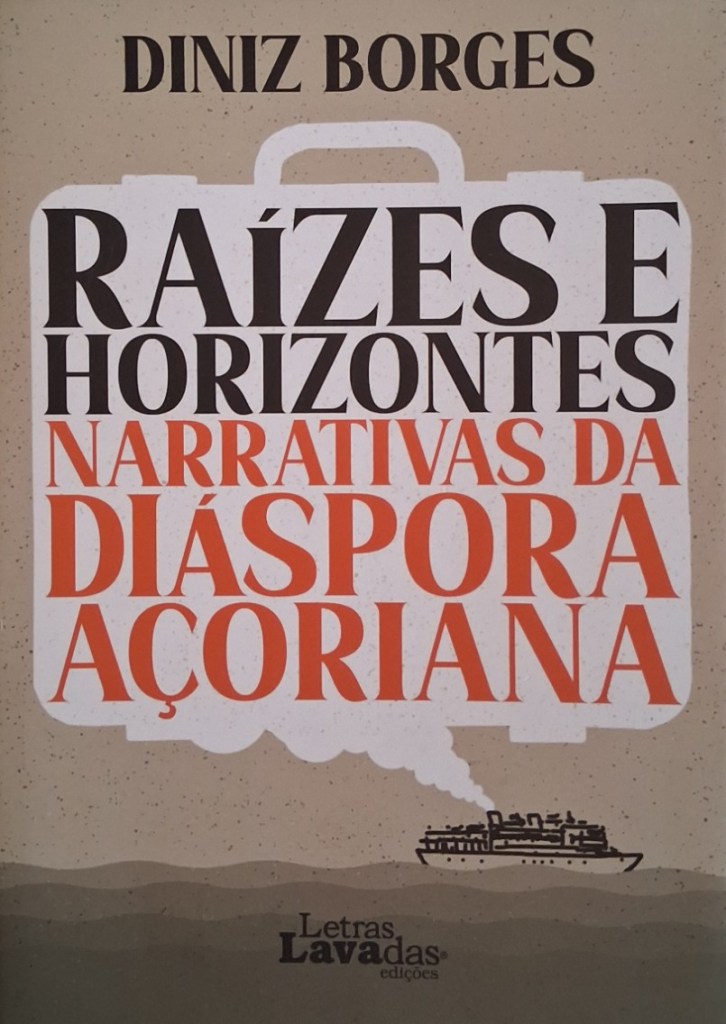 DINIZ BORGES
RAÍZES E
HORIZONTES
NARRATIVAS DA
DIÁSPORA
AÇORIANA
Letras
LAVAdas®
edições